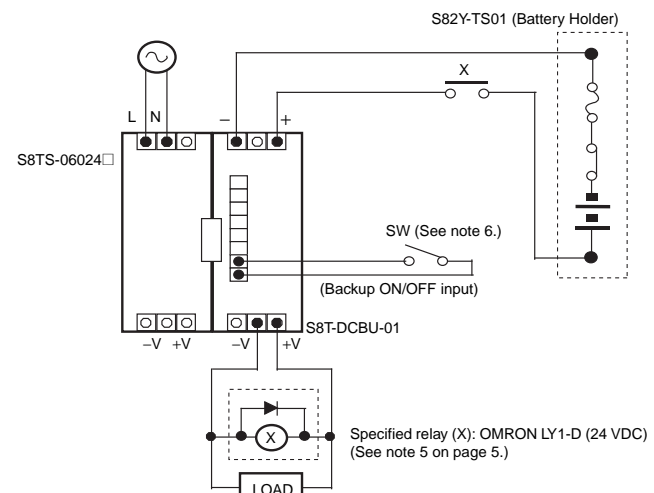 S82Y-TS01 (Battery Holder)
X
L N
− +
S8TS-06024□
SW (See note 6.)
(Backup ON/OFF input)
S8T-DCBU-01
−V +V
−V +V
X
Specified relay (X): OMRON LY1-D (24 VDC)
(See note 5 on page 5.)
LOAD